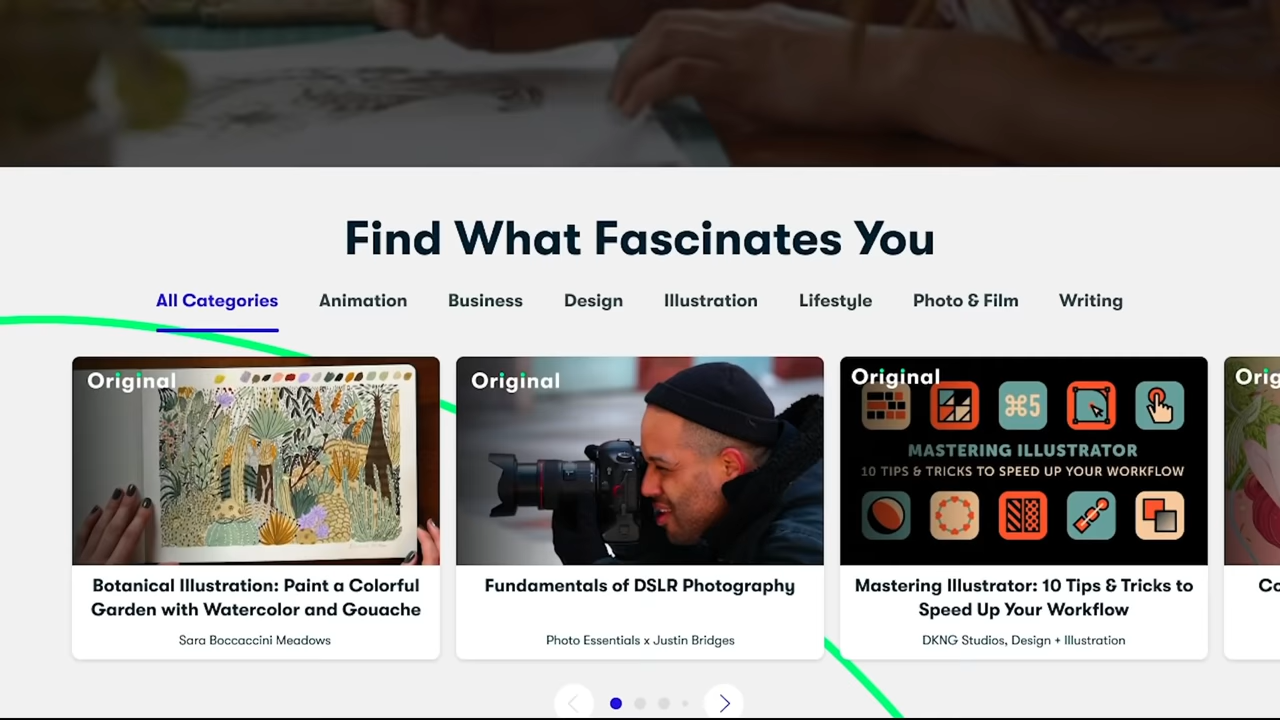 Find What Fascinates You
All Categories Animation Business Design Illustration Lifestyle Photo & Film Writing
Original
Botanical Illustration: Paint a Colorful
Garden with Watercolor and Gouache
Sara Boccaccini Meadows
Original
Fundamentals of DSLR Photography
Photo Essentials x Justin Bridges
Original
⌘5
MASTERING ILLUSTRATOR
10 TIPS & TRICKS TO SPEED UP YOUR WORKFLOW
Mastering Illustrator: 10 Tips & Tricks to
Speed Up Your Workflow
DKNG Studios, Design + Illustration